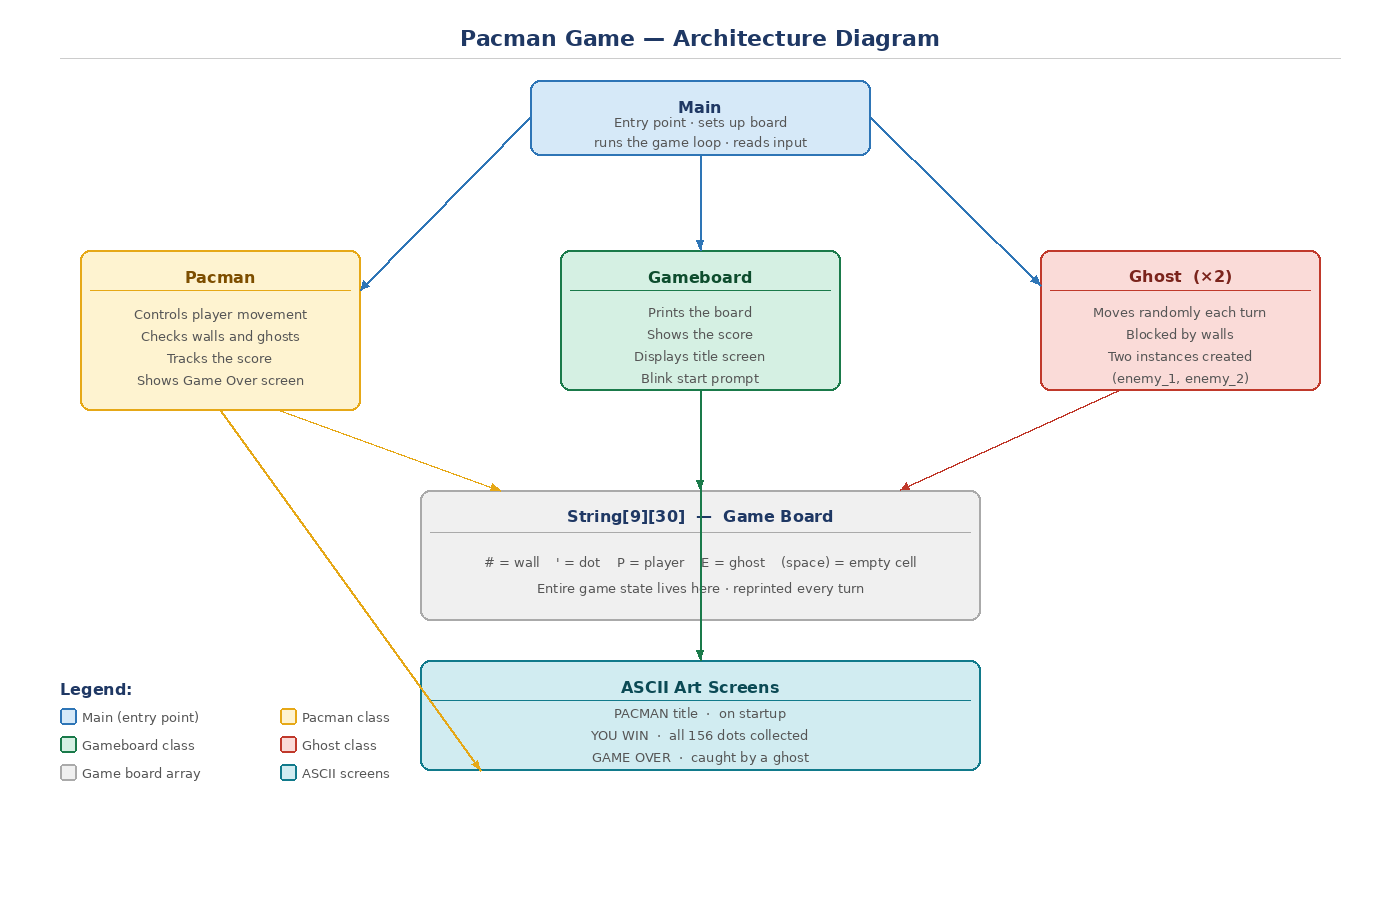 Pacman Game — Architecture Diagram
Main
Entry point · sets up board
runs the game loop · reads input
Pacman
Controls player movement
Checks walls and ghosts
Tracks the score
Shows Game Over screen
Gameboard
Prints the board
Shows the score
Displays title screen
Blink start prompt
Ghost (×2)
Moves randomly each turn
Blocked by walls
Two instances created
(enemy_1, enemy_2)
String[9][30] — Game Board
# = wall ' = dot P = player E = ghost (space) = empty cell
Entire game state lives here · reprinted every turn
ASCII Art Screens
PACMAN title · on startup
YOU WIN · all 156 dots collected
GAME OVER · caught by a ghost
Legend:
Main (entry point)
Pacman class
Gameboard class
Ghost class
Game board array
ASCII screens